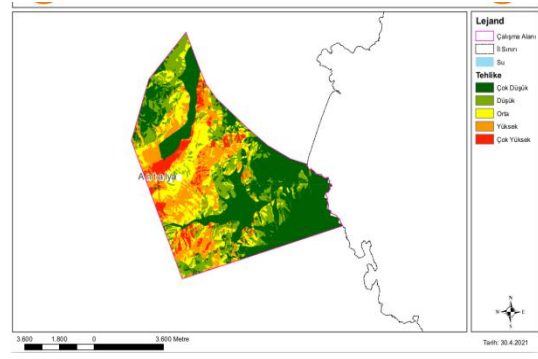 Lejand
Çalışma Alanı
İl Sınırı
Su
Tehlike
Çok Düşük
Düşük
Orta
Yüksek
Çok Yüksek
Antalya
N
W E
S
3.600 1.800 0 3.600 Metre
Tarih: 30.4.2021